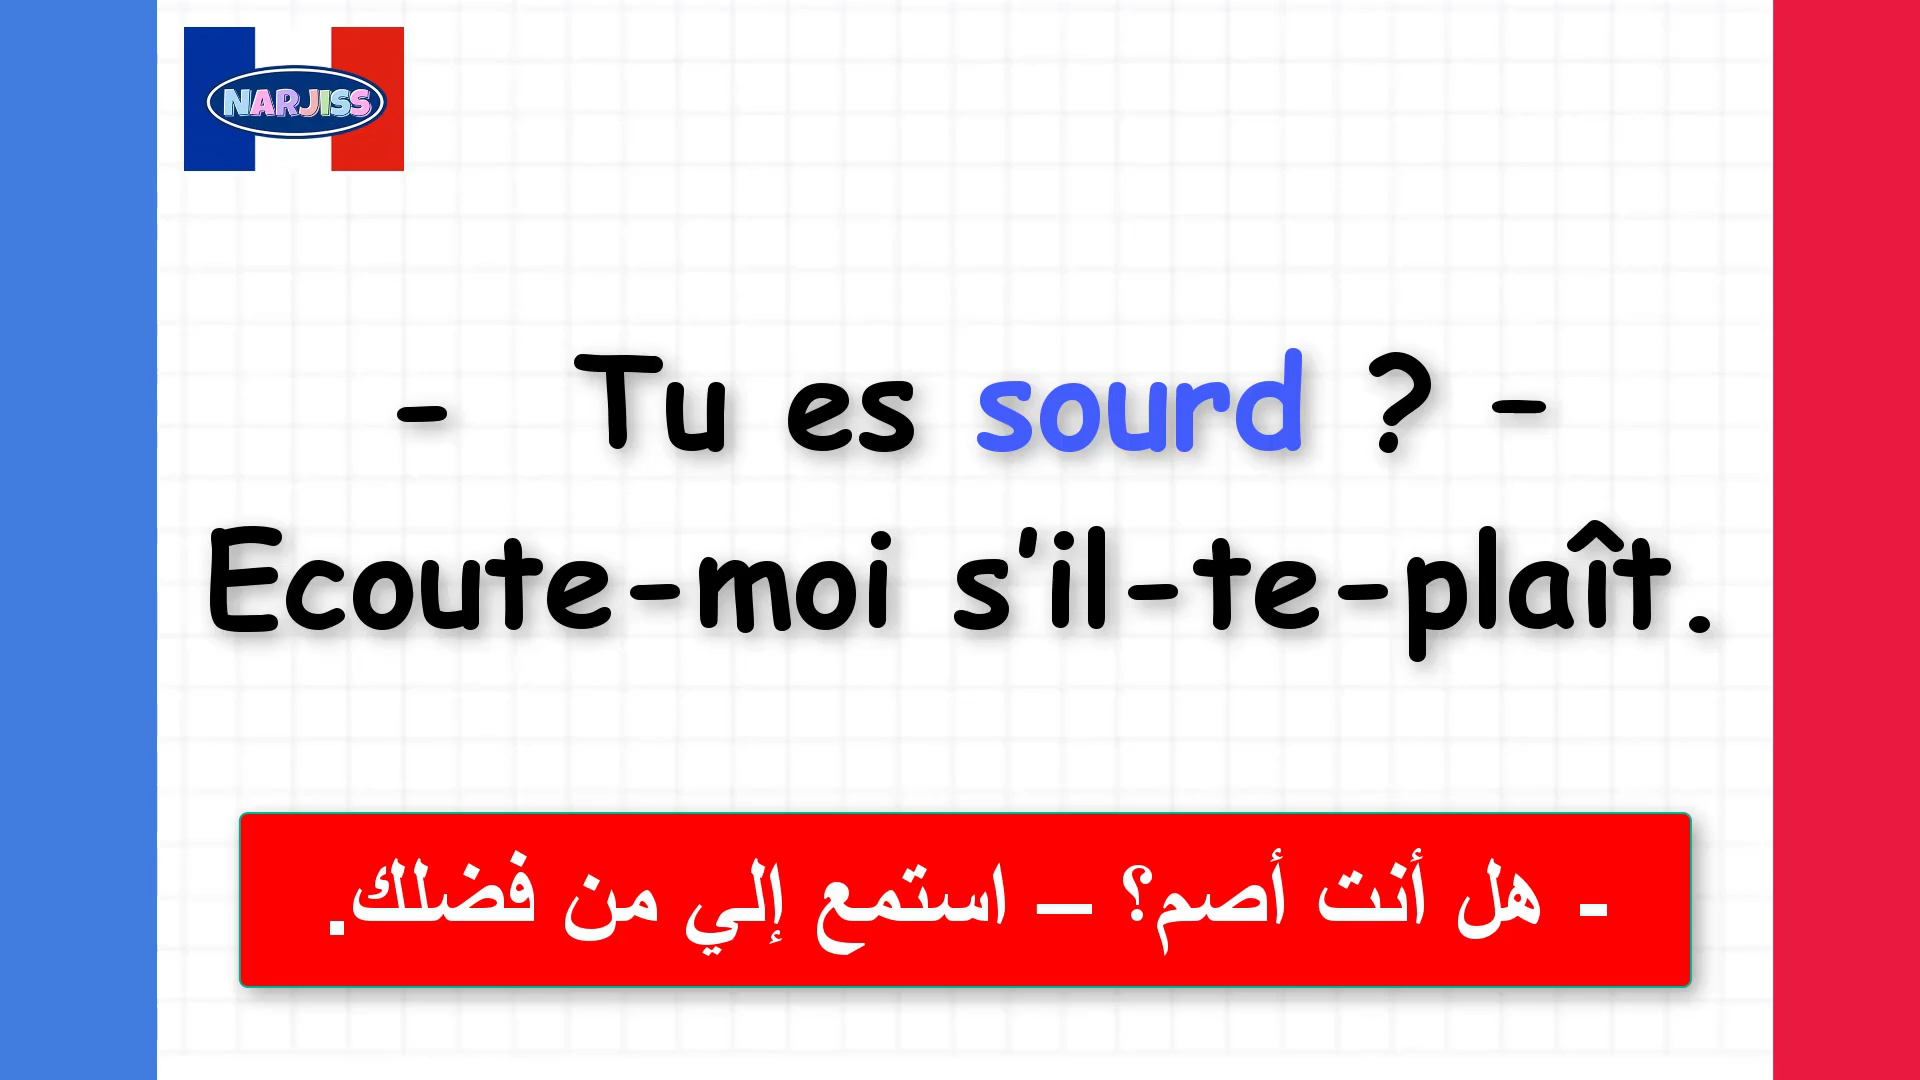 NARJISS
- Tu es sourd ? -
Ecoute-moi s’il-te-plaît.
- هل أنت أصم؟ – استمع إلي من فضلك.